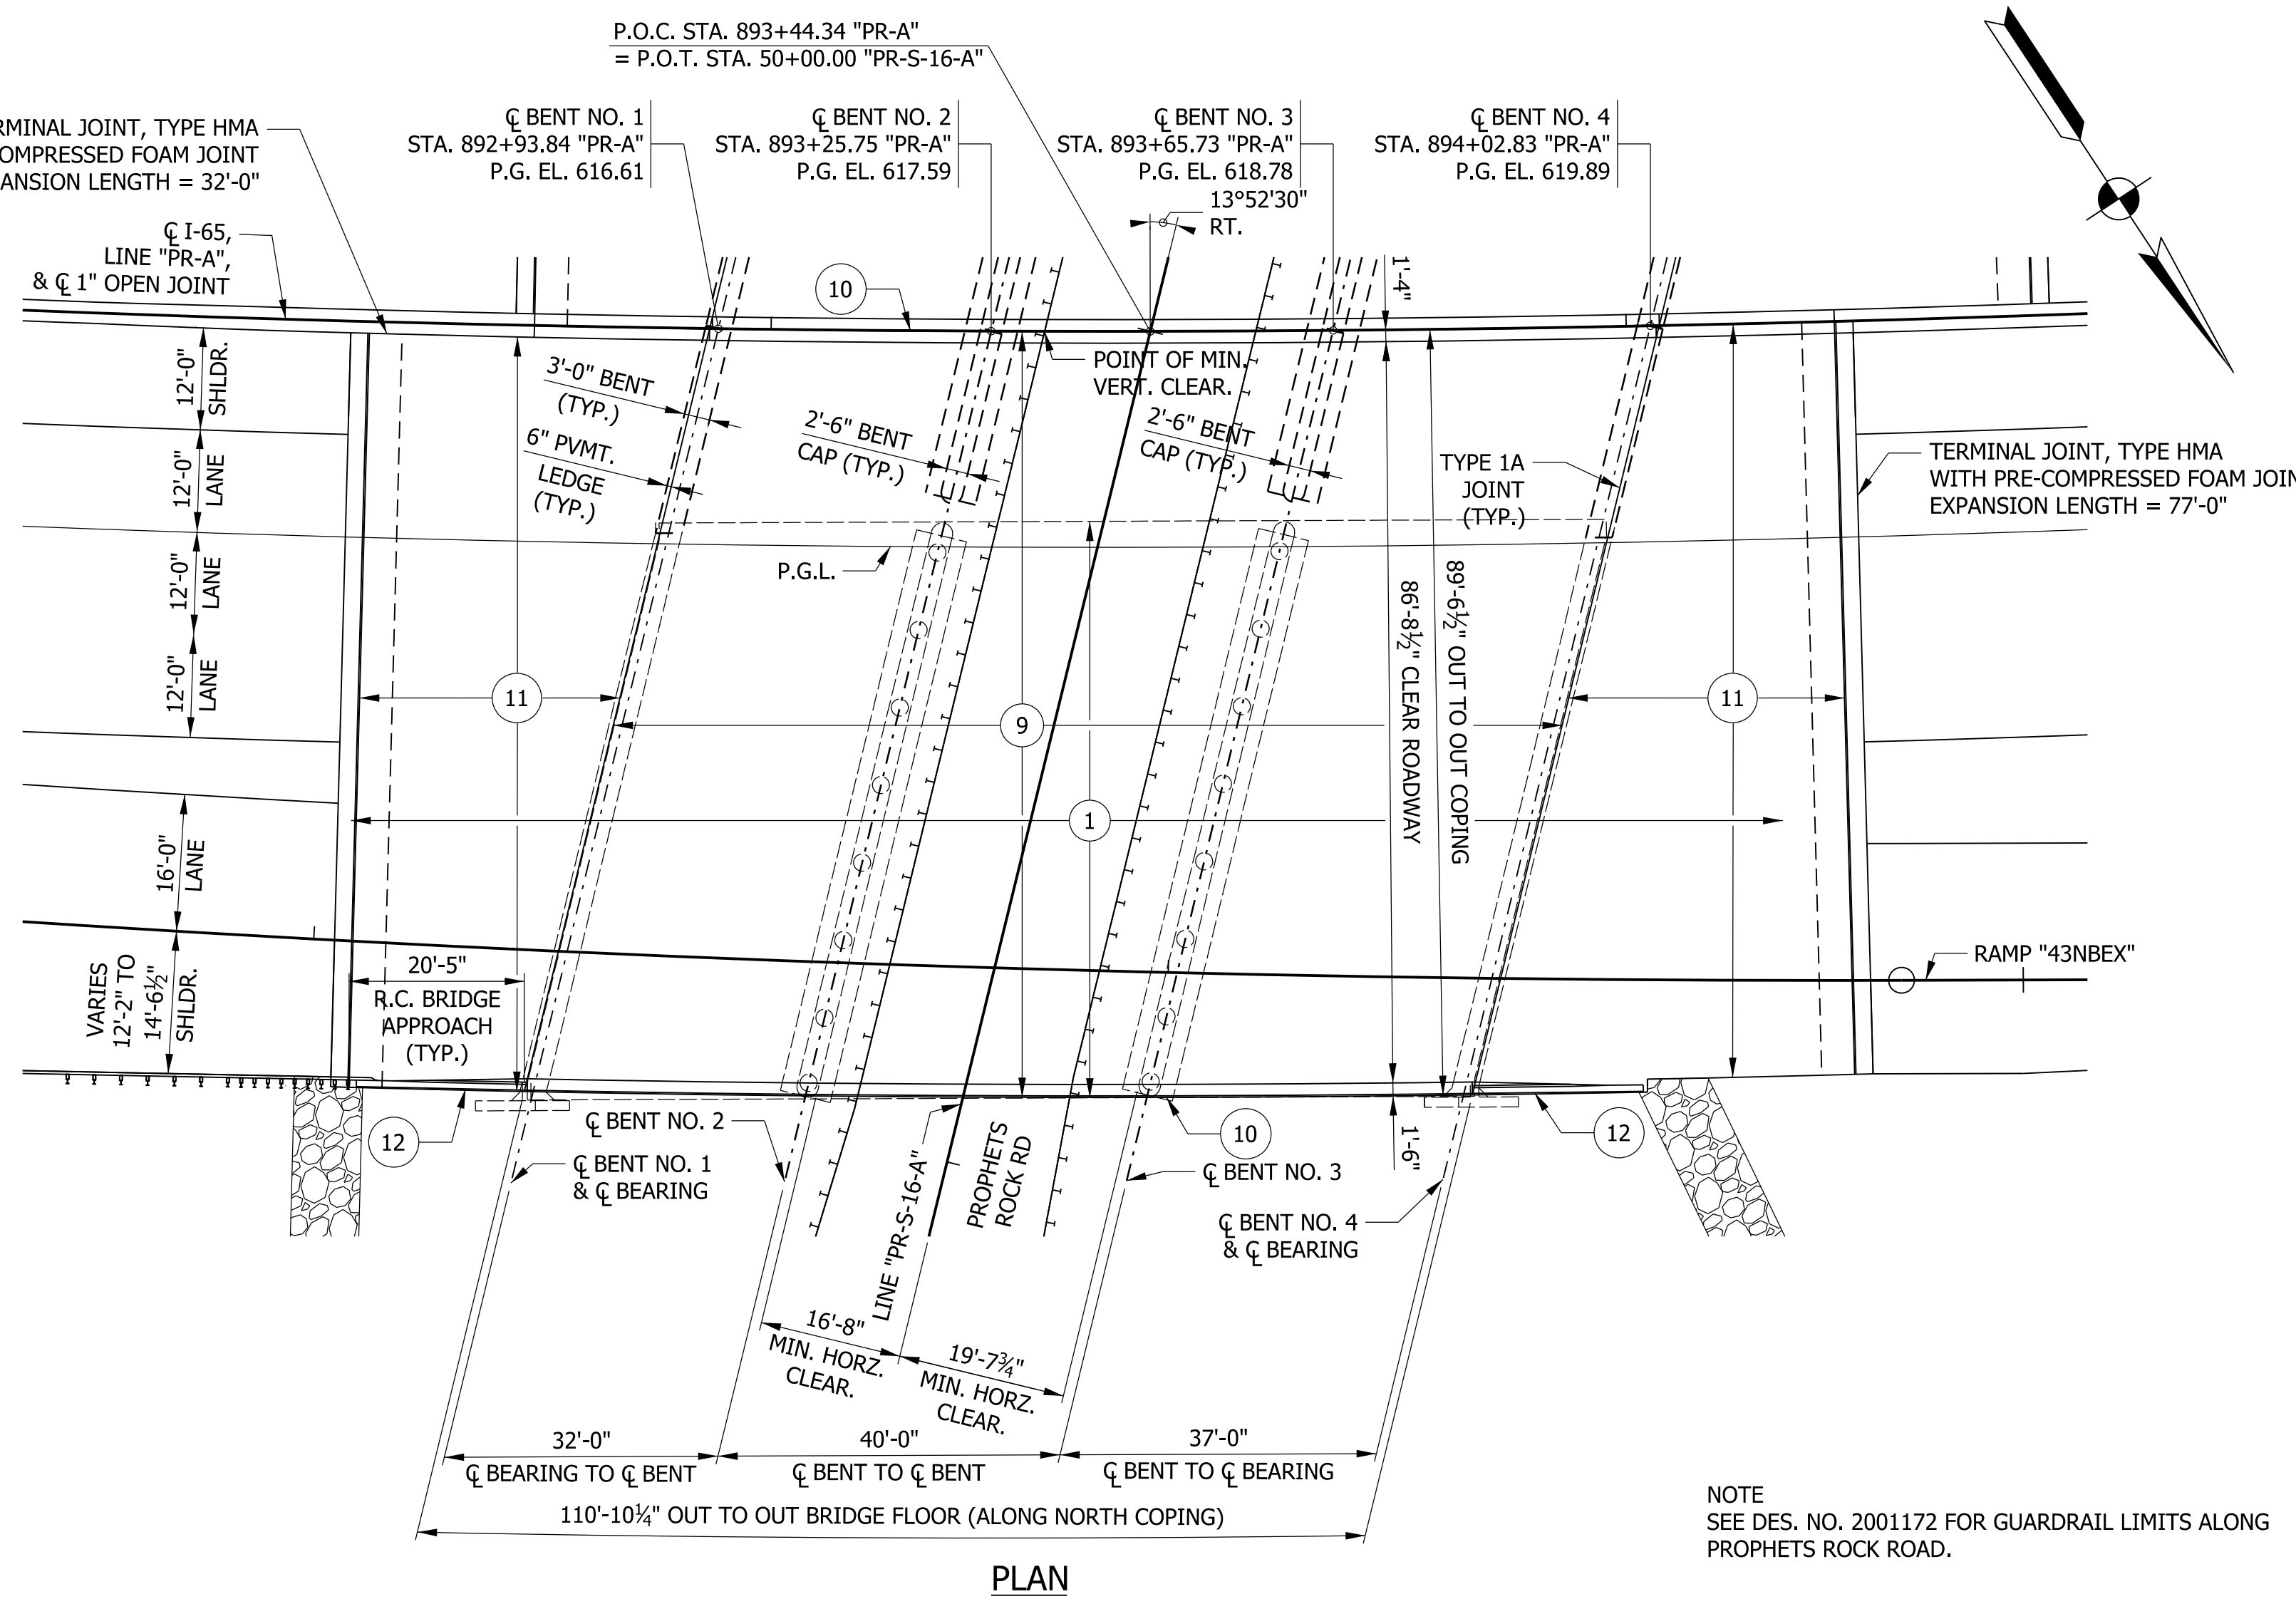 P.O.C. STA. 893+44.34 "PR-A"
= P.O.T. STA. 50+00.00 "PR-S-16-A"
RMINAL JOINT, TYPE HMA
OMPRESSED FOAM JOINT
ANSION LENGTH = 32'-0"
℄ BENT NO. 1
STA. 892+93.84 "PR-A"
P.G. EL. 616.61
℄ BENT NO. 2
STA. 893+25.75 "PR-A"
P.G. EL. 617.59
℄ BENT NO. 3
STA. 893+65.73 "PR-A"
P.G. EL. 618.78
℄ BENT NO. 4
STA. 894+02.83 "PR-A"
P.G. EL. 619.89
13°52'30"
RT.
℄ I-65,
LINE "PR-A",
& ℄ 1" OPEN JOINT
10
1'-4"
12'-0"
SHLDR.
12'-0"
LANE
12'-0"
LANE
12'-0"
LANE
16'-0"
LANE
VARIES
12'-2" TO
14'-6½"
SHLDR.
3'-0" BENT
(TYP.)
6" PVMT.
LEDGE
(TYP.)
2'-6" BENT
CAP (TYP.)
POINT OF MIN.
VERT. CLEAR.
2'-6" BENT
CAP (TYP.)
TYPE 1A
JOINT
(TYP.)
TERMINAL JOINT, TYPE HMA
WITH PRE-COMPRESSED FOAM JOIN
EXPANSION LENGTH = 77'-0"
P.G.L.
86'-8½" CLEAR ROADWAY
89'-6½" OUT TO OUT COPING
11
9
11
1
20'-5"
R.C. BRIDGE
APPROACH
(TYP.)
RAMP "43NBEX"
12
℄ BENT NO. 2
℄ BENT NO. 1
& ℄ BEARING
LINE "PR-S-16-A"
PROPHETS
ROCK RD
10
℄ BENT NO. 3
1'-6"
12
℄ BENT NO. 4
& ℄ BEARING
16'-8"
MIN. HORZ.
CLEAR.
19'-7¾"
MIN. HORZ.
CLEAR.
32'-0"
℄ BEARING TO ℄ BENT
40'-0"
℄ BENT TO ℄ BENT
37'-0"
℄ BENT TO ℄ BEARING
110'-10¼" OUT TO OUT BRIDGE FLOOR (ALONG NORTH COPING)
PLAN
NOTE
SEE DES. NO. 2001172 FOR GUARDRAIL LIMITS ALONG
PROPHETS ROCK ROAD.